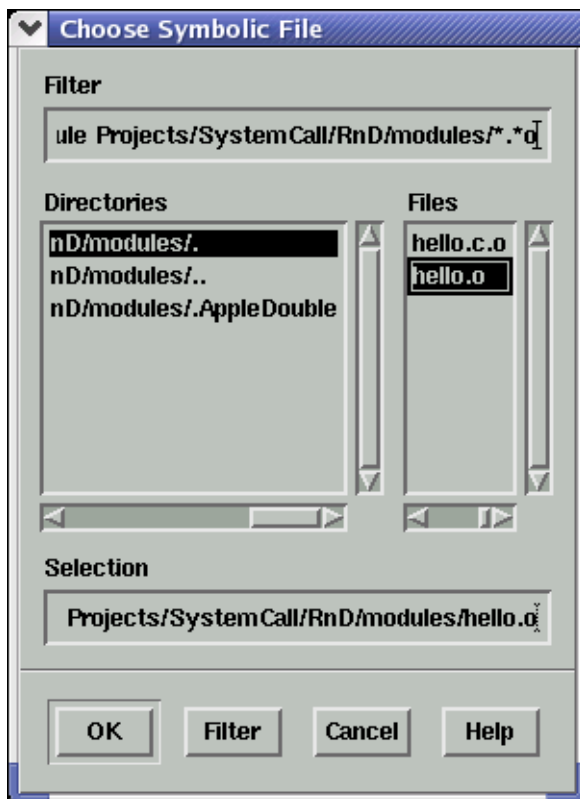 Choose Symbolic File
Filter
ule Projects/SystemCall/RnD/modules/*.*o
Directories
nD/modules/.
nD/modules/..
nD/modules/.AppleDouble
Files
hello.c.o
hello.o
Selection
Projects/SystemCall/RnD/modules/hello.o
OK Filter Cancel Help